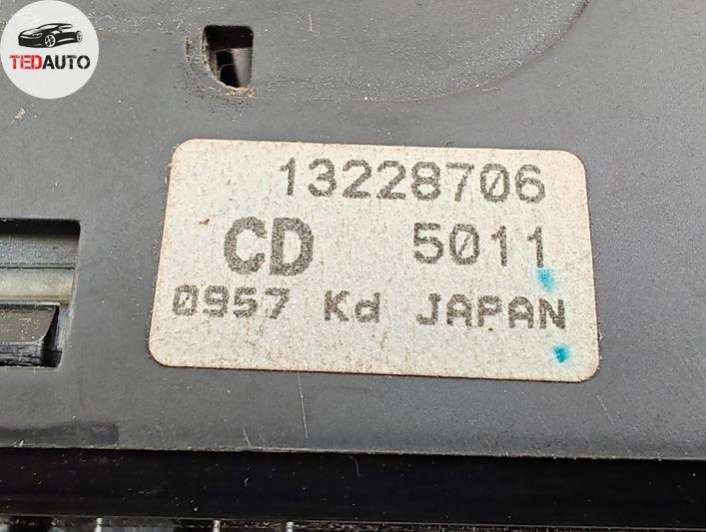 TEDAUTO
13228706
CD 5011
0957 Kd JAPAN